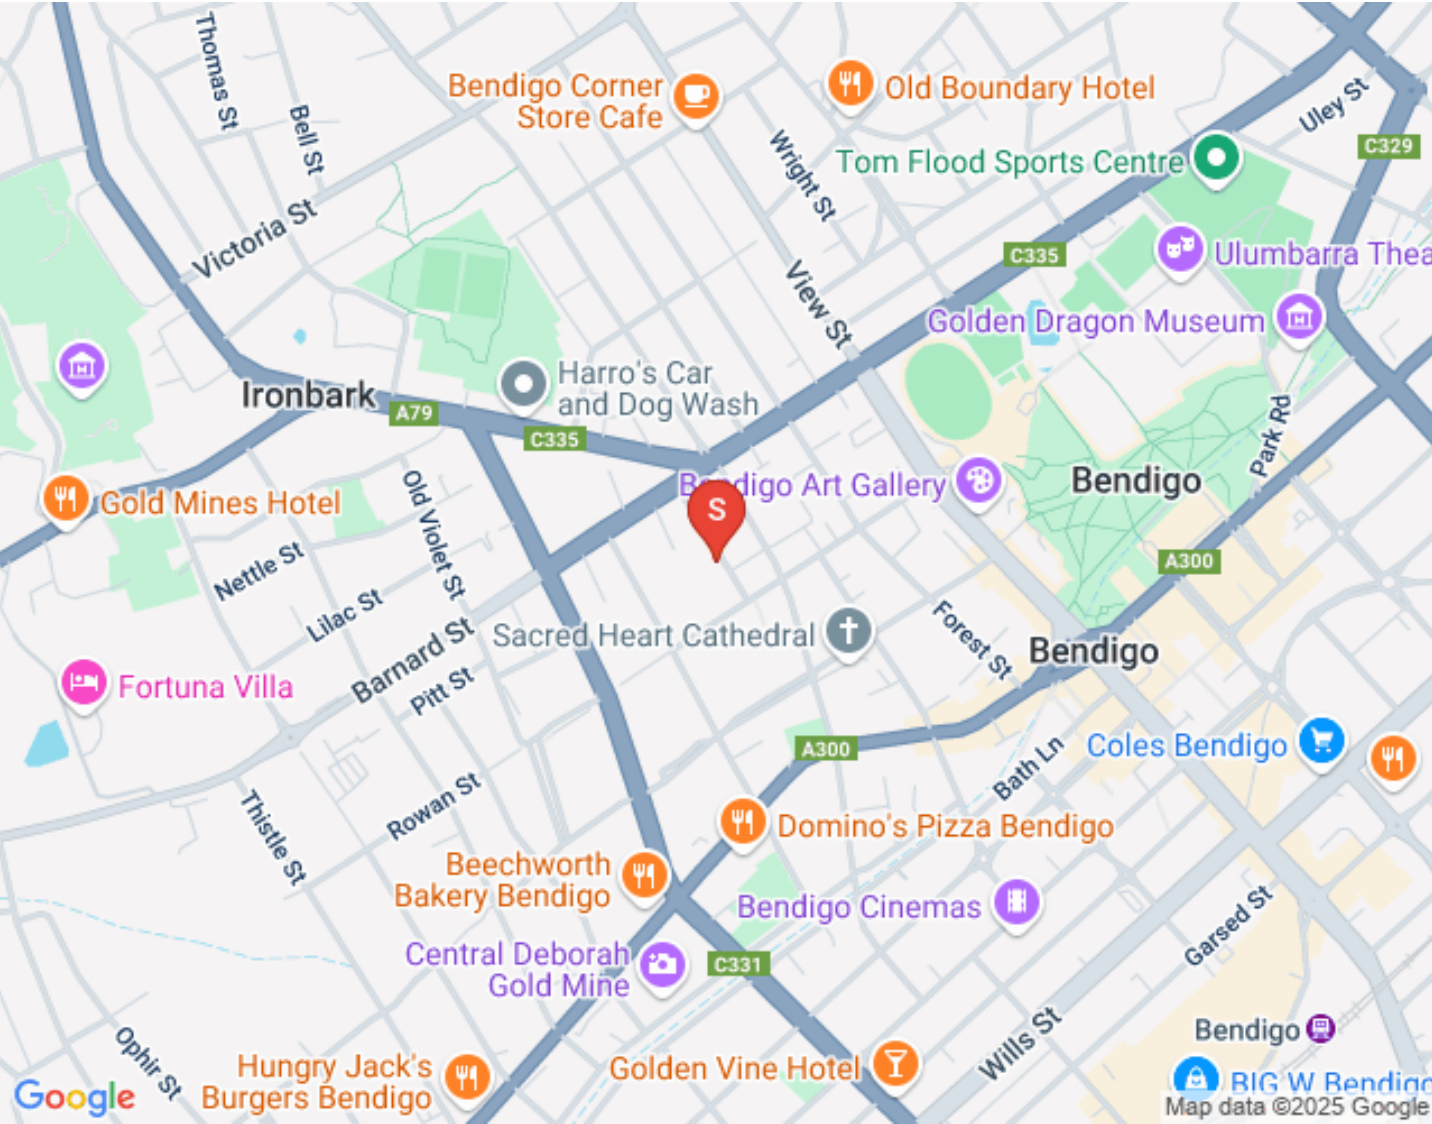 Thomas St
Bell St
Bendigo Corner
Store Cafe
Old Boundary Hotel
Uley St
C329
Wright St
Tom Flood Sports Centre
Victoria St
C335
Ulumbarra Thea
View St
Golden Dragon Museum
Harro's Car
and Dog Wash
Ironbark
A79
C335
Park Rd
Bendigo Art Gallery
Bendigo
S
Gold Mines Hotel
Old Violet St
A300
Nettle St
Lilac St
Sacred Heart Cathedral
Forest St
Barnard St
Bendigo
Pitt St
Fortuna Villa
A300
Coles Bendigo
Bath Ln
Rowan St
Thistle St
Domino's Pizza Bendigo
Beechworth
Bakery Bendigo
Bendigo Cinemas
Garsed St
Central Deborah
Gold Mine
C331
Bendigo
Wills St
Ophir St
Hungry Jack's
Burgers Bendigo
Golden Vine Hotel
BIG W Bendigo
Google
Map data ©2025 Google